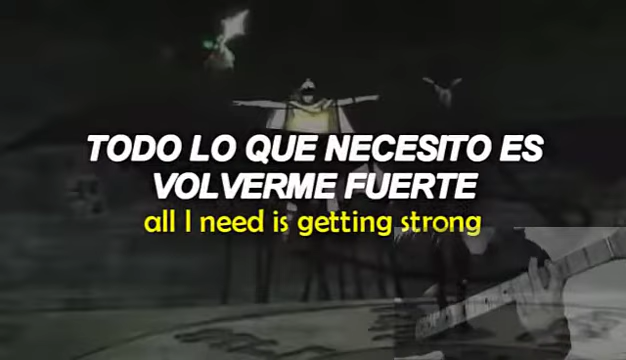 TODO LO QUE NECESITO ES
VOLVERME FUERTE
all I need is getting strong